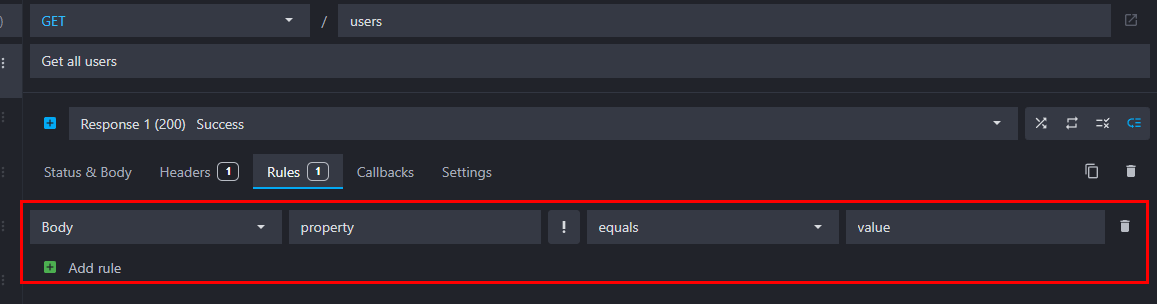 ) GET / users
Get all users
Response 1 (200) Success
Status & Body Headers 1 Rules 1 Callbacks Settings
Body property ! equals value
Add rule